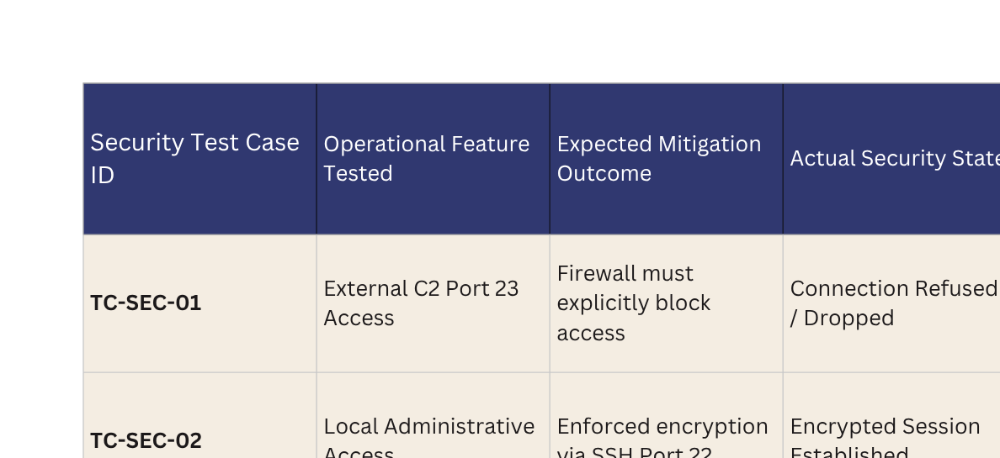 Security Test Case
ID
Operational Feature
Tested
Expected Mitigation
Outcome
Actual Security State
TC-SEC-01
External C2 Port 23
Access
Firewall must
explicitly block
access
Connection Refused
/ Dropped
TC-SEC-02
Local Administrative
Access
Enforced encryption
via SSH Port 22
Encrypted Session
Established